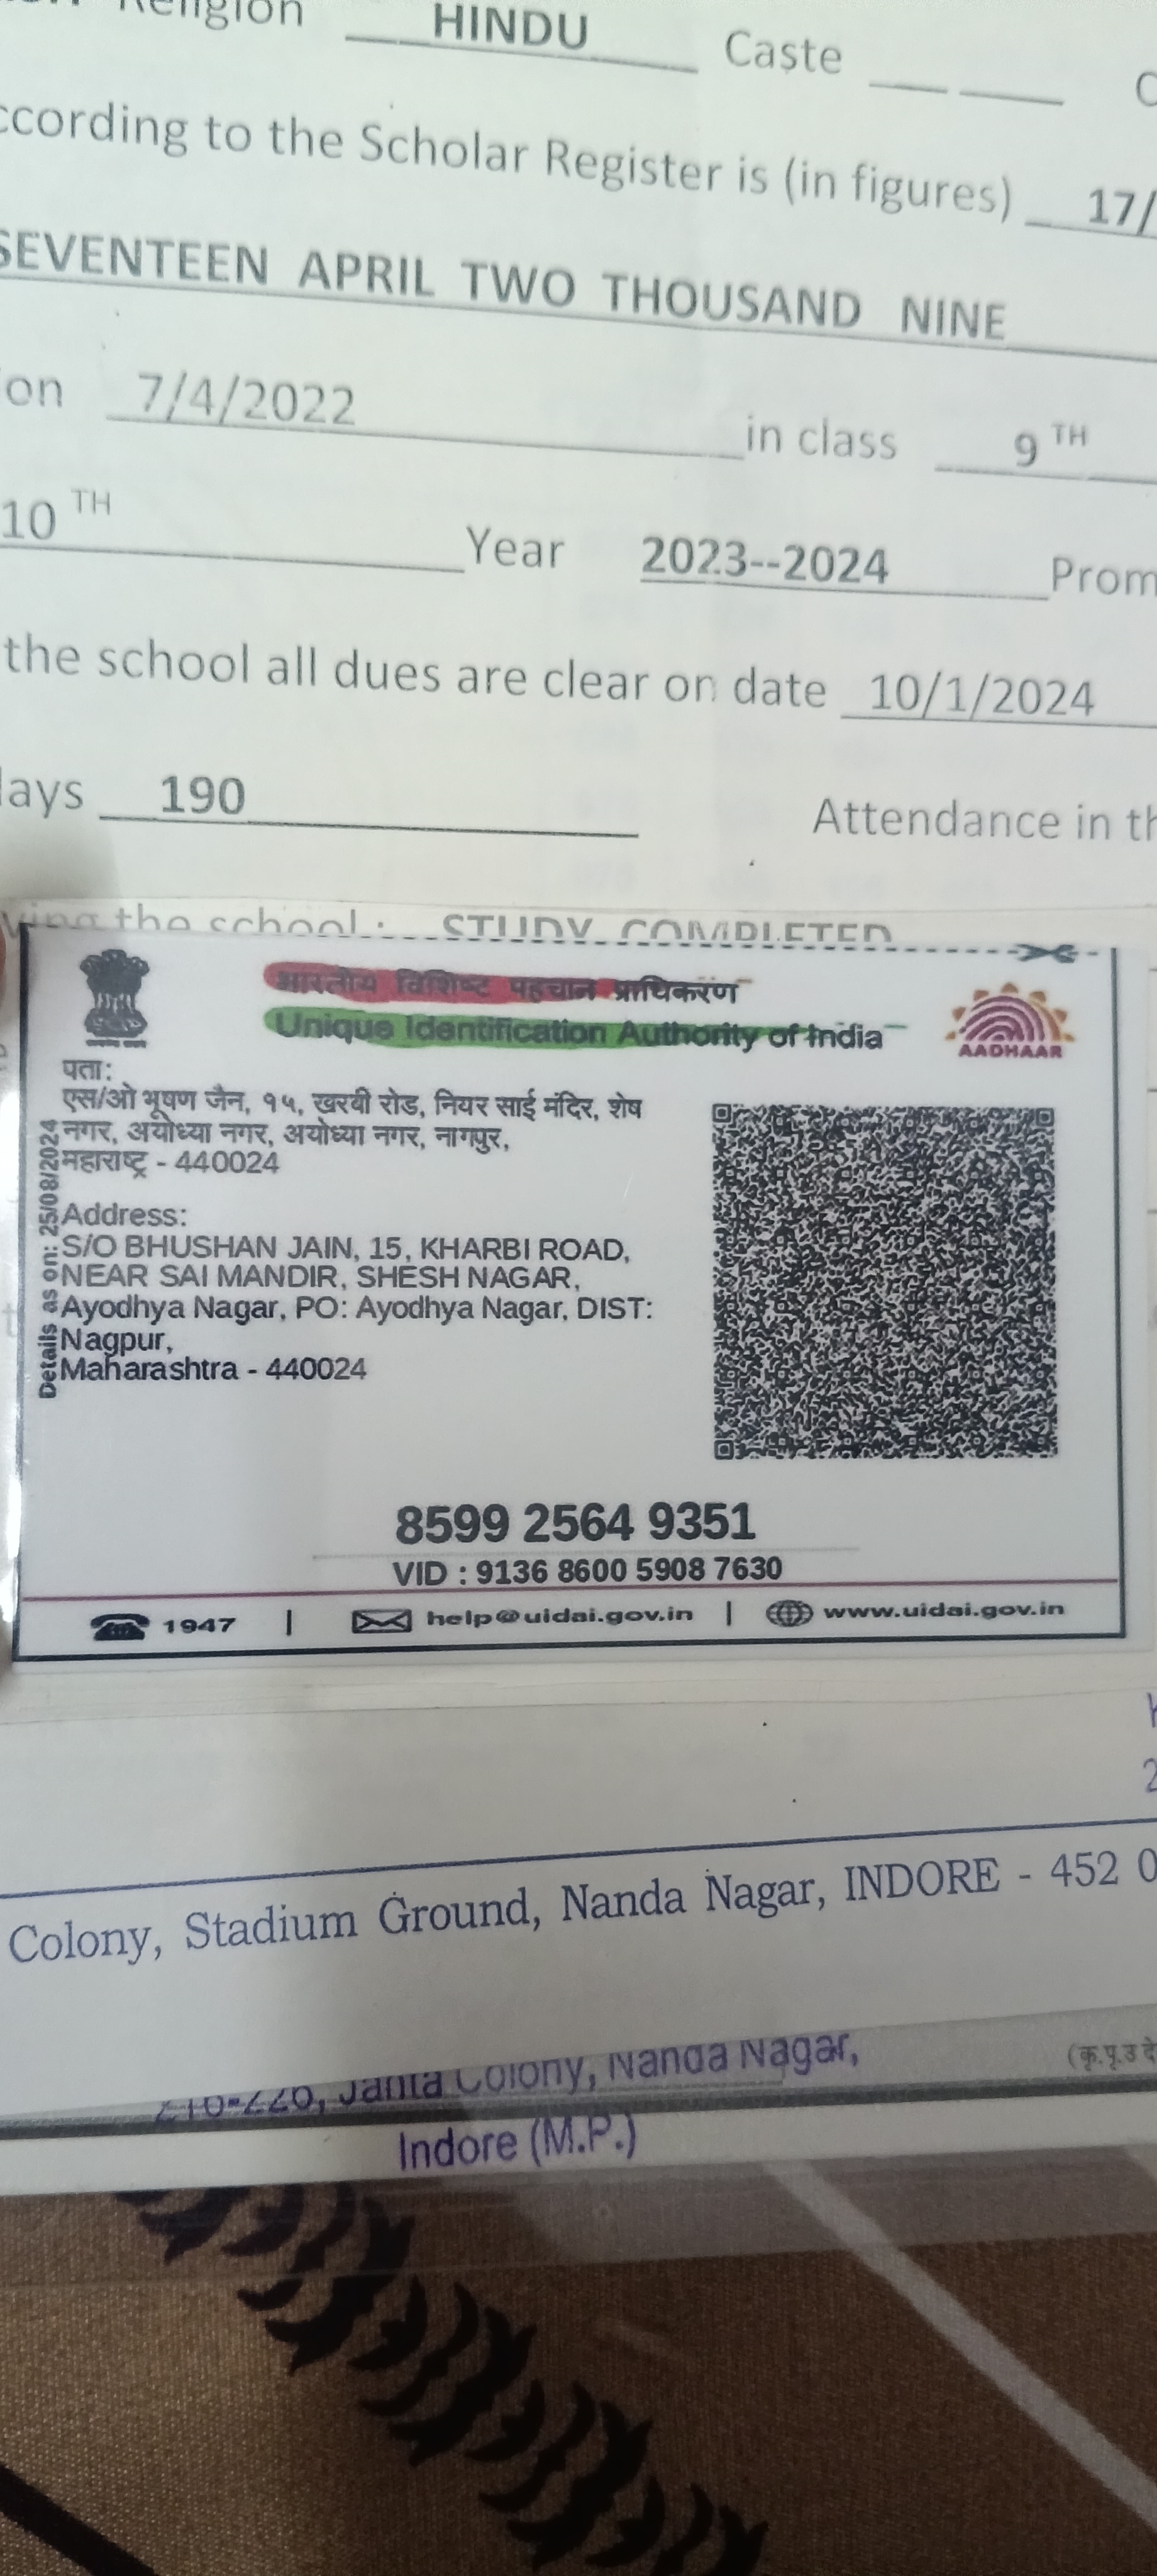 Religion HINDU Caste
ccording to the Scholar Register is (in figures) 17/
SEVENTEEN APRIL TWO THOUSAND NINE
on 7/4/2022 in class 9 TH
10 TH Year 2023--2024 Prom
the school all dues are clear on date 10/1/2024
days 190 Attendance in th
ving the school : STUDY COMPLETED
भारतीय विशिष्ट पहचान प्राधिकरण
Unique Identification Authority of India
AADHAAR
पता:
एस/ओ भूषण जैन, १५, खरबी रोड, नियर साई मंदिर, शेष
नगर, अयोध्या नगर, अयोध्या नगर, नागपुर,
महाराष्ट्र - 440024
Details as on: 25/08/2024
Address:
S/O BHUSHAN JAIN, 15, KHARBI ROAD,
NEAR SAI MANDIR, SHESH NAGAR,
Ayodhya Nagar, PO: Ayodhya Nagar, DIST:
Nagpur,
Maharashtra - 440024
8599 2564 9351
VID : 9136 8600 5908 7630
1947 | help@uidai.gov.in | www.uidai.gov.in
Colony, Stadium Ground, Nanda Nagar, INDORE - 452 0
Janta Colony, Nanda Nagar,
(कृ.पृ.उ दे
Indore (M.P.)